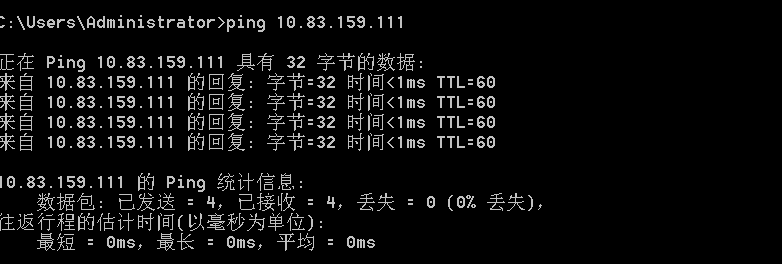 C:\Users\Administrator>ping 10.83.159.111
正在 Ping 10.83.159.111 具有 32 字节的数据:
来自 10.83.159.111 的回复: 字节=32 时间<1ms TTL=60
来自 10.83.159.111 的回复: 字节=32 时间<1ms TTL=60
来自 10.83.159.111 的回复: 字节=32 时间<1ms TTL=60
来自 10.83.159.111 的回复: 字节=32 时间<1ms TTL=60
10.83.159.111 的 Ping 统计信息:
数据包: 已发送 = 4, 已接收 = 4, 丢失 = 0 (0% 丢失),
往返行程的估计时间(以毫秒为单位):
最短 = 0ms, 最长 = 0ms, 平均 = 0ms